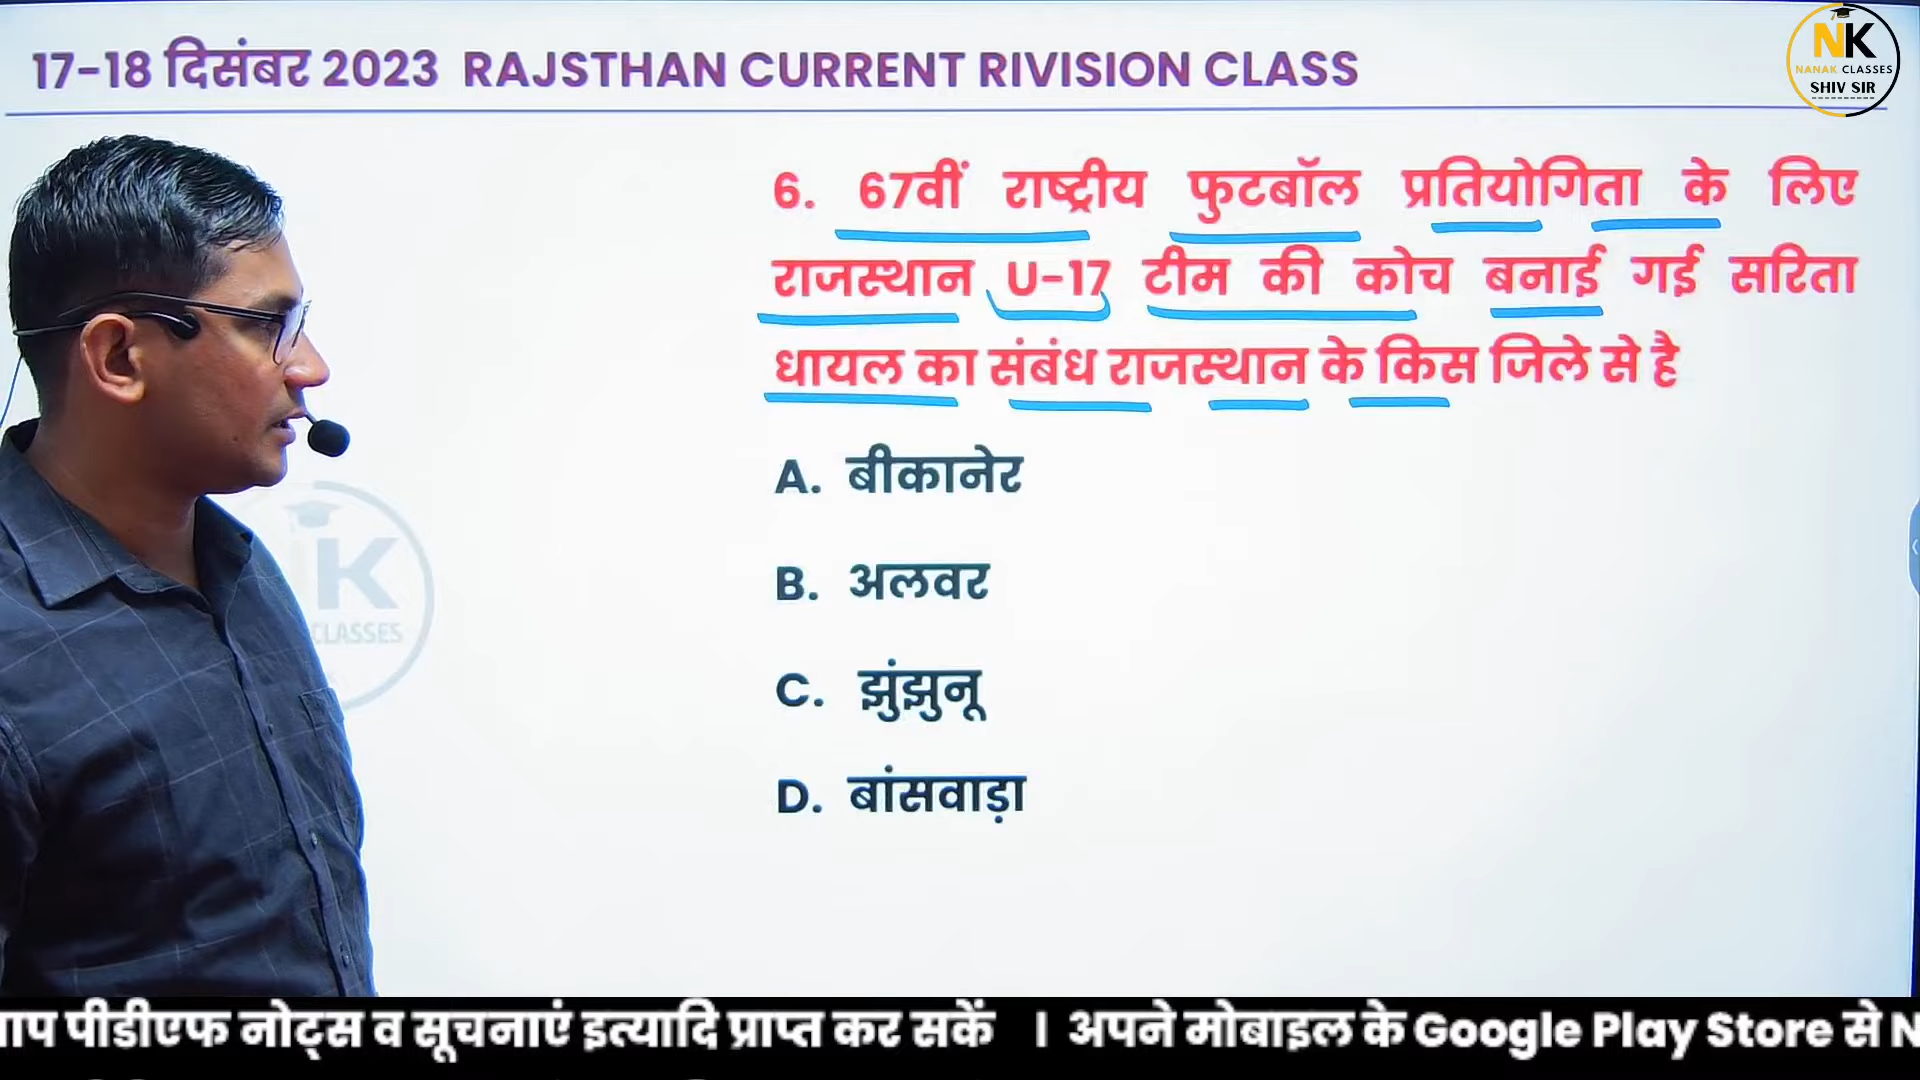 17-18 दिसंबर 2023 RAJSTHAN CURRENT RIVISION CLASS
NK
NANAK CLASSES
SHIV SIR
6. 67वीं राष्ट्रीय फुटबॉल प्रतियोगिता के लिए
राजस्थान U-17 टीम की कोच बनाई गई सरिता
धायल का संबंध राजस्थान के किस जिले से है
A. बीकानेर
B. अलवर
C. झुंझुनू
D. बांसवाड़ा
K
CLASSES
पीडीएफ नोट्स व सूचनाएं इत्यादि प्राप्त कर सकें । अपने मोबाइल के Google Play Store से N